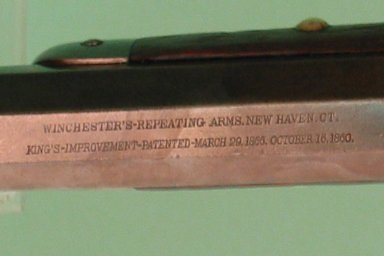 WINCHESTER'S-REPEATING ARMS. NEW HAVEN. CT.
KING'S-IMPROVEMENT-PATENTED-MARCH 29, 1866. OCTOBER 16, 1860.